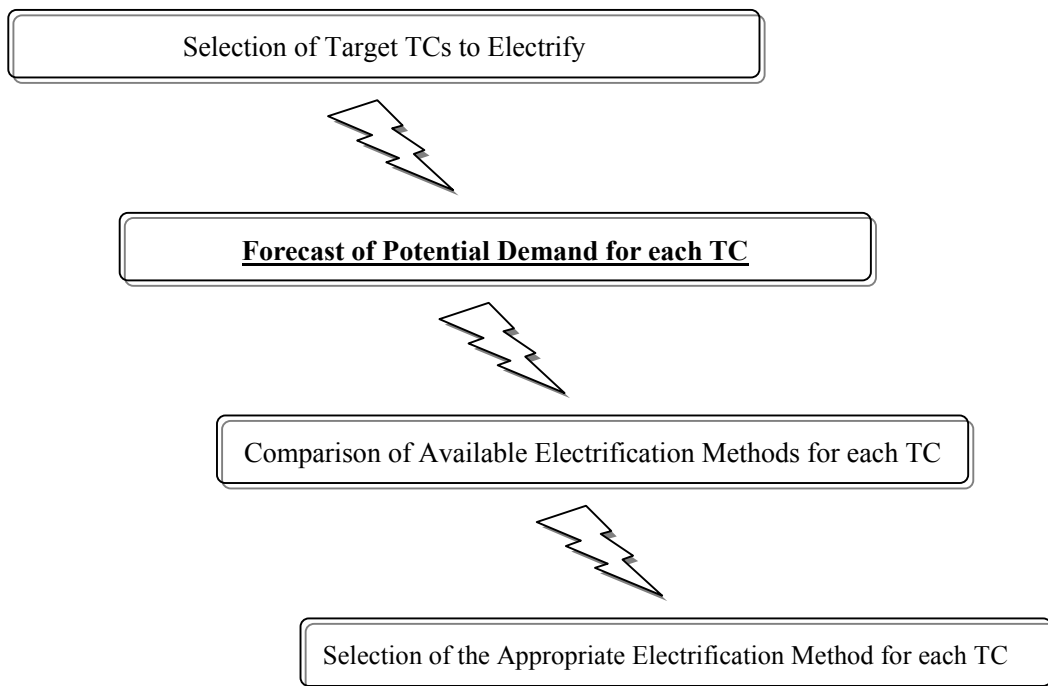 Selection of Target TCs to Electrify
Forecast of Potential Demand for each TC
Comparison of Available Electrification Methods for each TC
Selection of the Appropriate Electrification Method for each TC